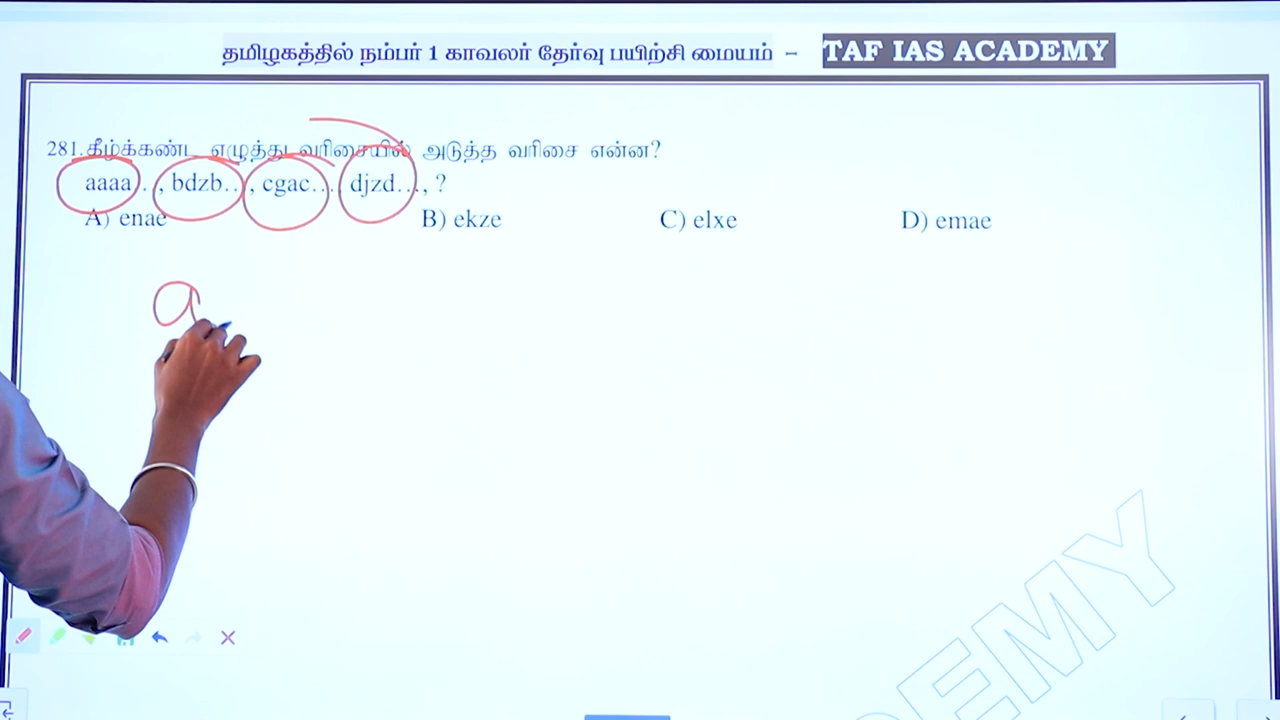 தமிழகத்தில் நம்பர் 1 காவலர் தேர்வு பயிற்சி மையம் – TAF IAS ACADEMY
281.கீழ்க்கண்ட எழுத்து வரிசையில் அடுத்த வரிசை என்ன?
aaaa..., bdzb..., cgac..., djzd..., ?
A) enae B) ekze C) elxe D) emae
a
EMY